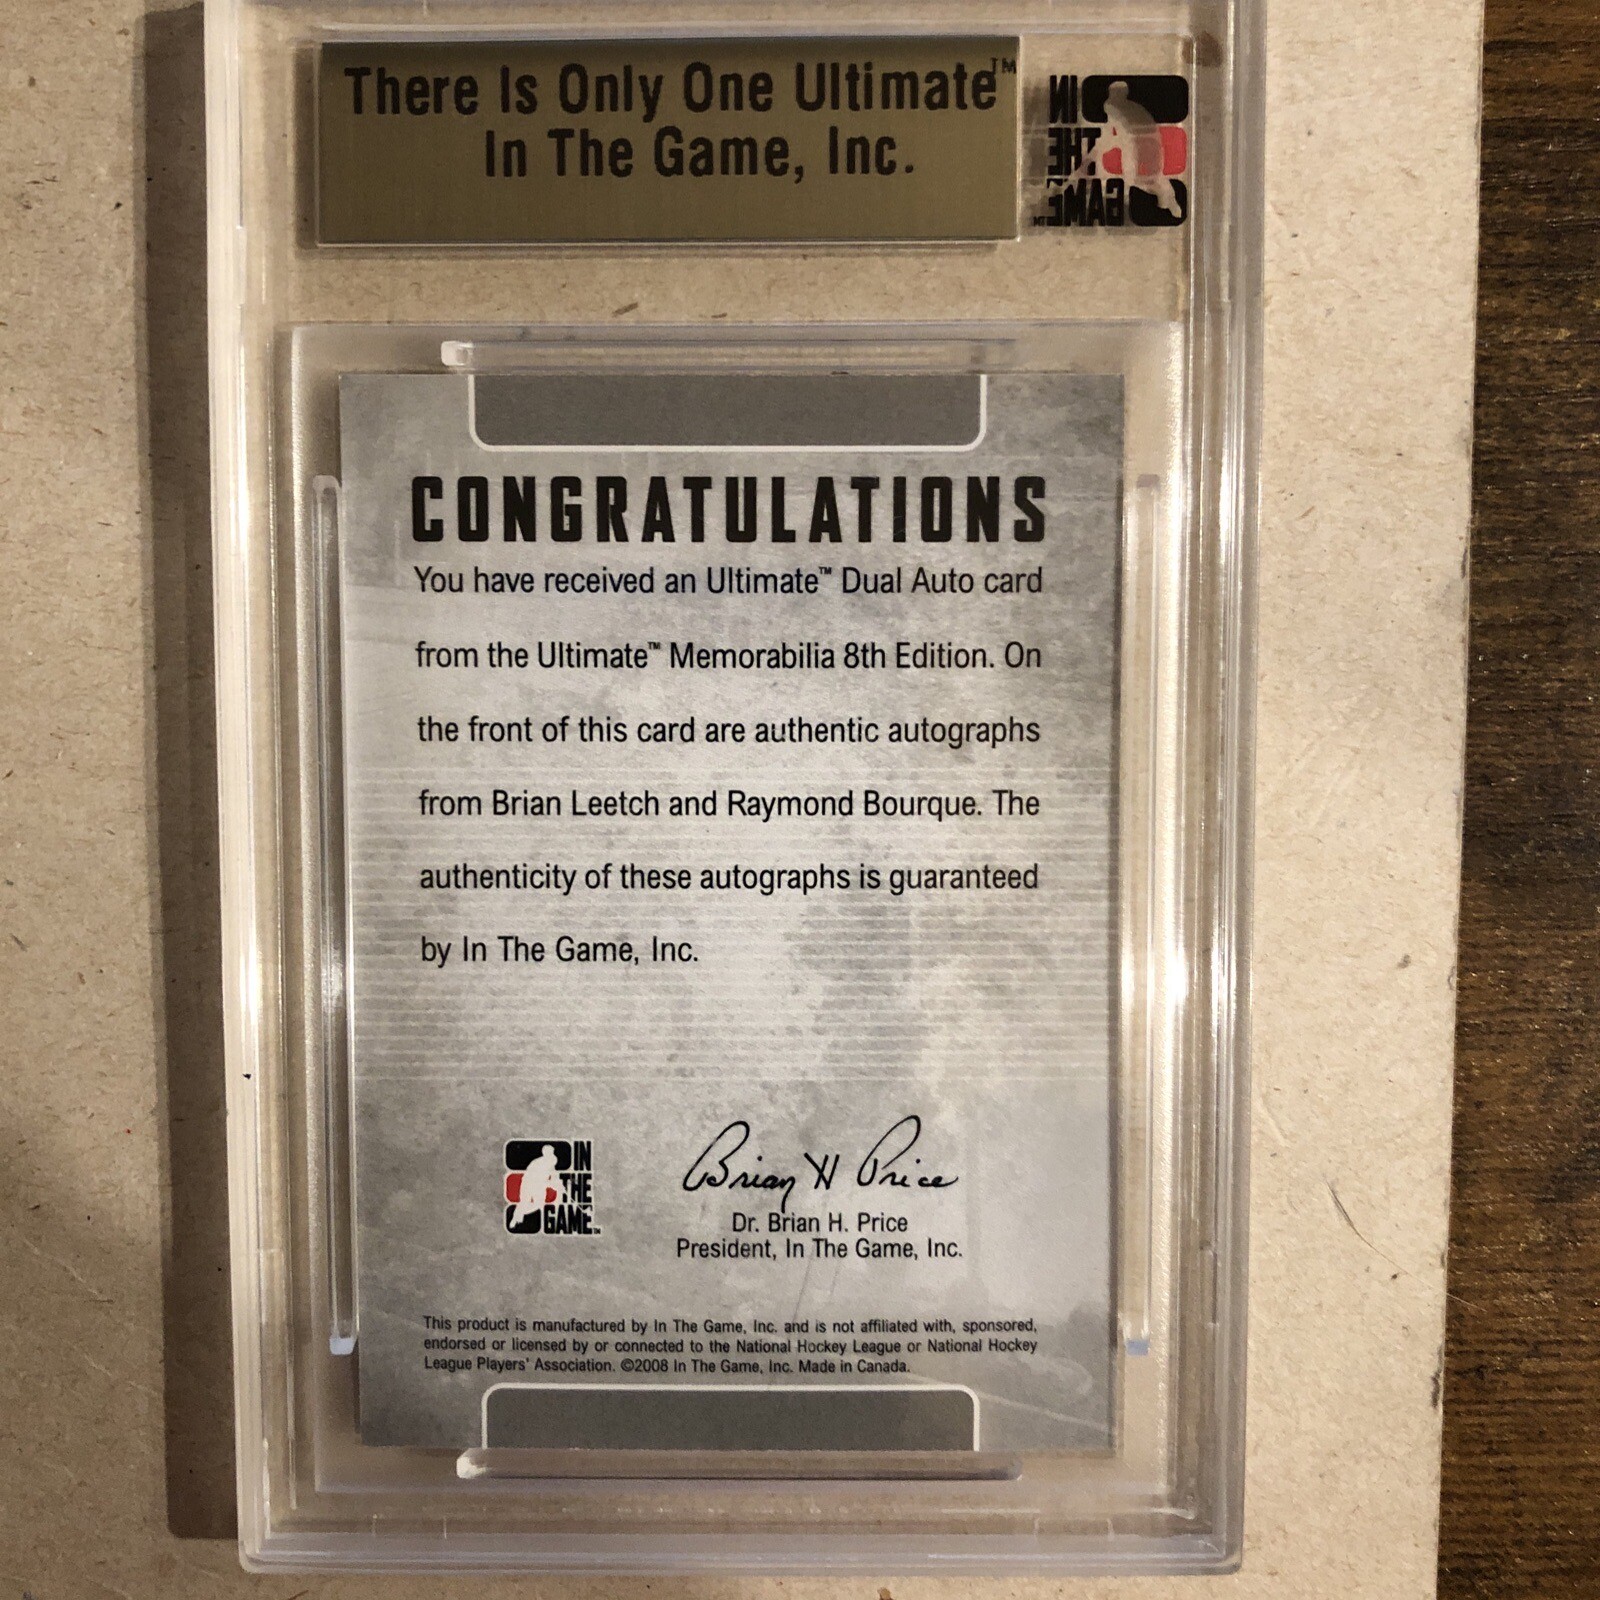 There Is Only One Ultimate™
In The Game, Inc.
IN
THE
GAME™
CONGRATULATIONS
You have received an Ultimate™ Dual Auto card
from the Ultimate™ Memorabilia 8th Edition. On
the front of this card are authentic autographs
from Brian Leetch and Raymond Bourque. The
authenticity of these autographs is guaranteed
by In The Game, Inc.
IN
THE
GAME™
Brian H Price
Dr. Brian H. Price
President, In The Game, Inc.
This product is manufactured by In The Game, Inc. and is not affiliated with, sponsored,
endorsed or licensed by or connected to the National Hockey League or National Hockey
League Players' Association. ©2008 In The Game, Inc. Made in Canada.